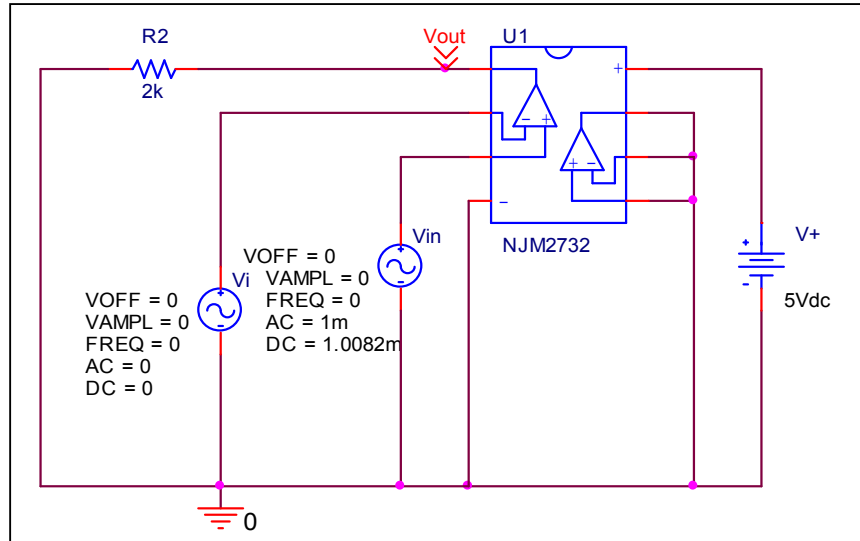 R2
2k
Vout
U1
+
-
- +
+ -
NJM2732
Vin
VOFF = 0
VAMPL = 0
FREQ = 0
AC = 1m
DC = 1.0082m
Vi
VOFF = 0
VAMPL = 0
FREQ = 0
AC = 0
DC = 0
V+
+
-
5Vdc
+
-
+
-
0